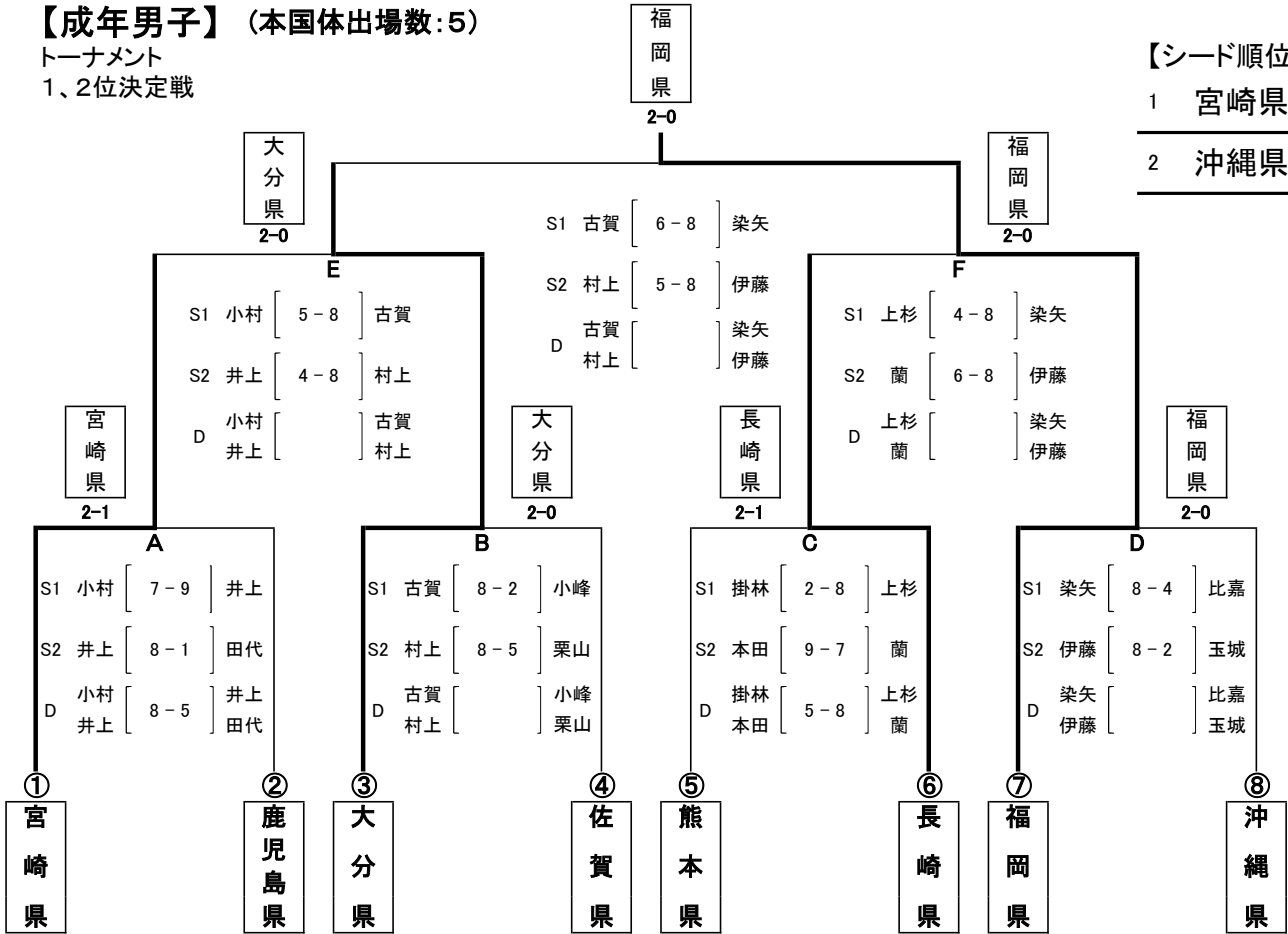 【成年男子】 (本国体出場数:5)
トーナメント
1、2位決定戦
【シード順位
1 宮崎県
2 沖縄県
福岡県
2-0
大分県
2-0
福岡県
2-0
S1 古賀 [ 6-8 ] 染矢
S2 村上 [ 5-8 ] 伊藤
D 古賀 村上 [ ] 染矢 伊藤
E
S1 小村 [ 5-8 ] 古賀
S2 井上 [ 4-8 ] 村上
D 小村 井上 [ ] 古賀 村上
F
S1 上杉 [ 4-8 ] 染矢
S2 蘭 [ 6-8 ] 伊藤
D 上杉 蘭 [ ] 染矢 伊藤
宮崎県
2-1
大分県
2-0
長崎県
2-1
福岡県
2-0
A
S1 小村 [ 7-9 ] 井上
S2 井上 [ 8-1 ] 田代
D 小村 井上 [ 8-5 ] 井上 田代
B
S1 古賀 [ 8-2 ] 小峰
S2 村上 [ 8-5 ] 栗山
D 古賀 村上 [ ] 小峰 栗山
C
S1 掛林 [ 2-8 ] 上杉
S2 本田 [ 9-7 ] 蘭
D 掛林 本田 [ 5-8 ] 上杉 蘭
D
S1 染矢 [ 8-4 ] 比嘉
S2 伊藤 [ 8-2 ] 玉城
D 染矢 伊藤 [ ] 比嘉 玉城
① 宮崎県
② 鹿児島県
③ 大分県
④ 佐賀県
⑤ 熊本県
⑥ 長崎県
⑦ 福岡県
⑧ 沖縄県